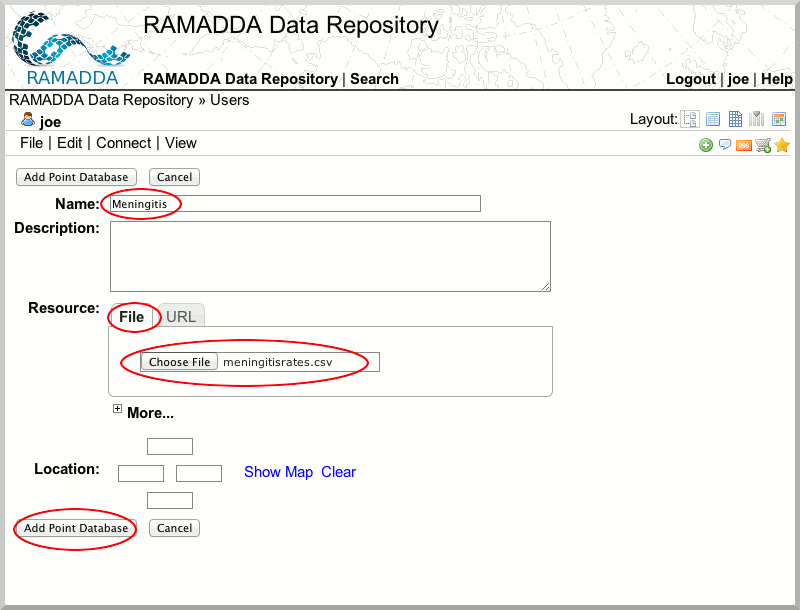 RAMADDA Data Repository
RAMADDA
RAMADDA Data Repository | Search
Logout | joe | Help
RAMADDA Data Repository » Users
joe
Layout:
File | Edit | Connect | View
RSS
Add Point Database Cancel
Name: Meningitis
Description:
Resource: File URL
Choose File meningitisrates.csv
More...
Location: Show Map Clear
Add Point Database Cancel